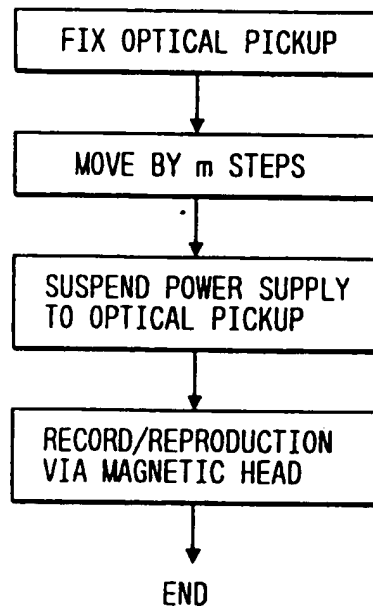 FIX OPTICAL PICKUP
MOVE BY m STEPS
SUSPEND POWER SUPPLY
TO OPTICAL PICKUP
RECORD/REPRODUCTION
VIA MAGNETIC HEAD
END